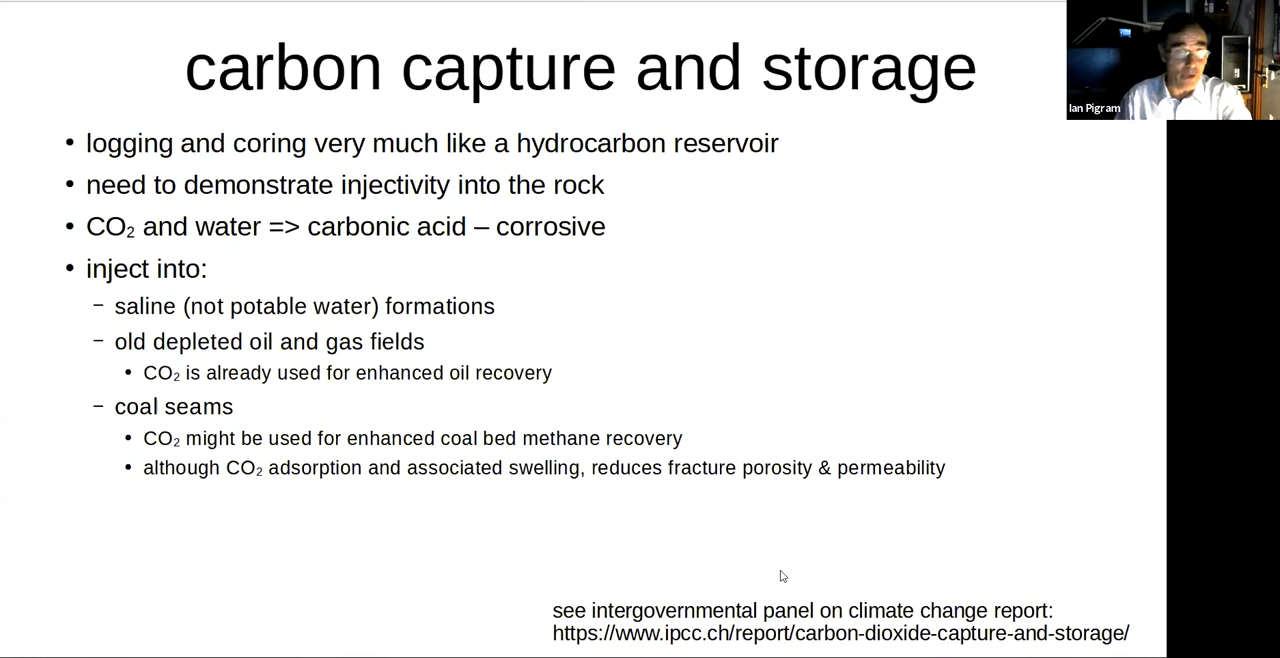 carbon capture and storage
Ian Pigram
• logging and coring very much like a hydrocarbon reservoir
• need to demonstrate injectivity into the rock
• CO₂ and water => carbonic acid – corrosive
• inject into:
– saline (not potable water) formations
– old depleted oil and gas fields
• CO₂ is already used for enhanced oil recovery
– coal seams
• CO₂ might be used for enhanced coal bed methane recovery
• although CO₂ adsorption and associated swelling, reduces fracture porosity & permeability
see intergovernmental panel on climate change report:
https://www.ipcc.ch/report/carbon-dioxide-capture-and-storage/